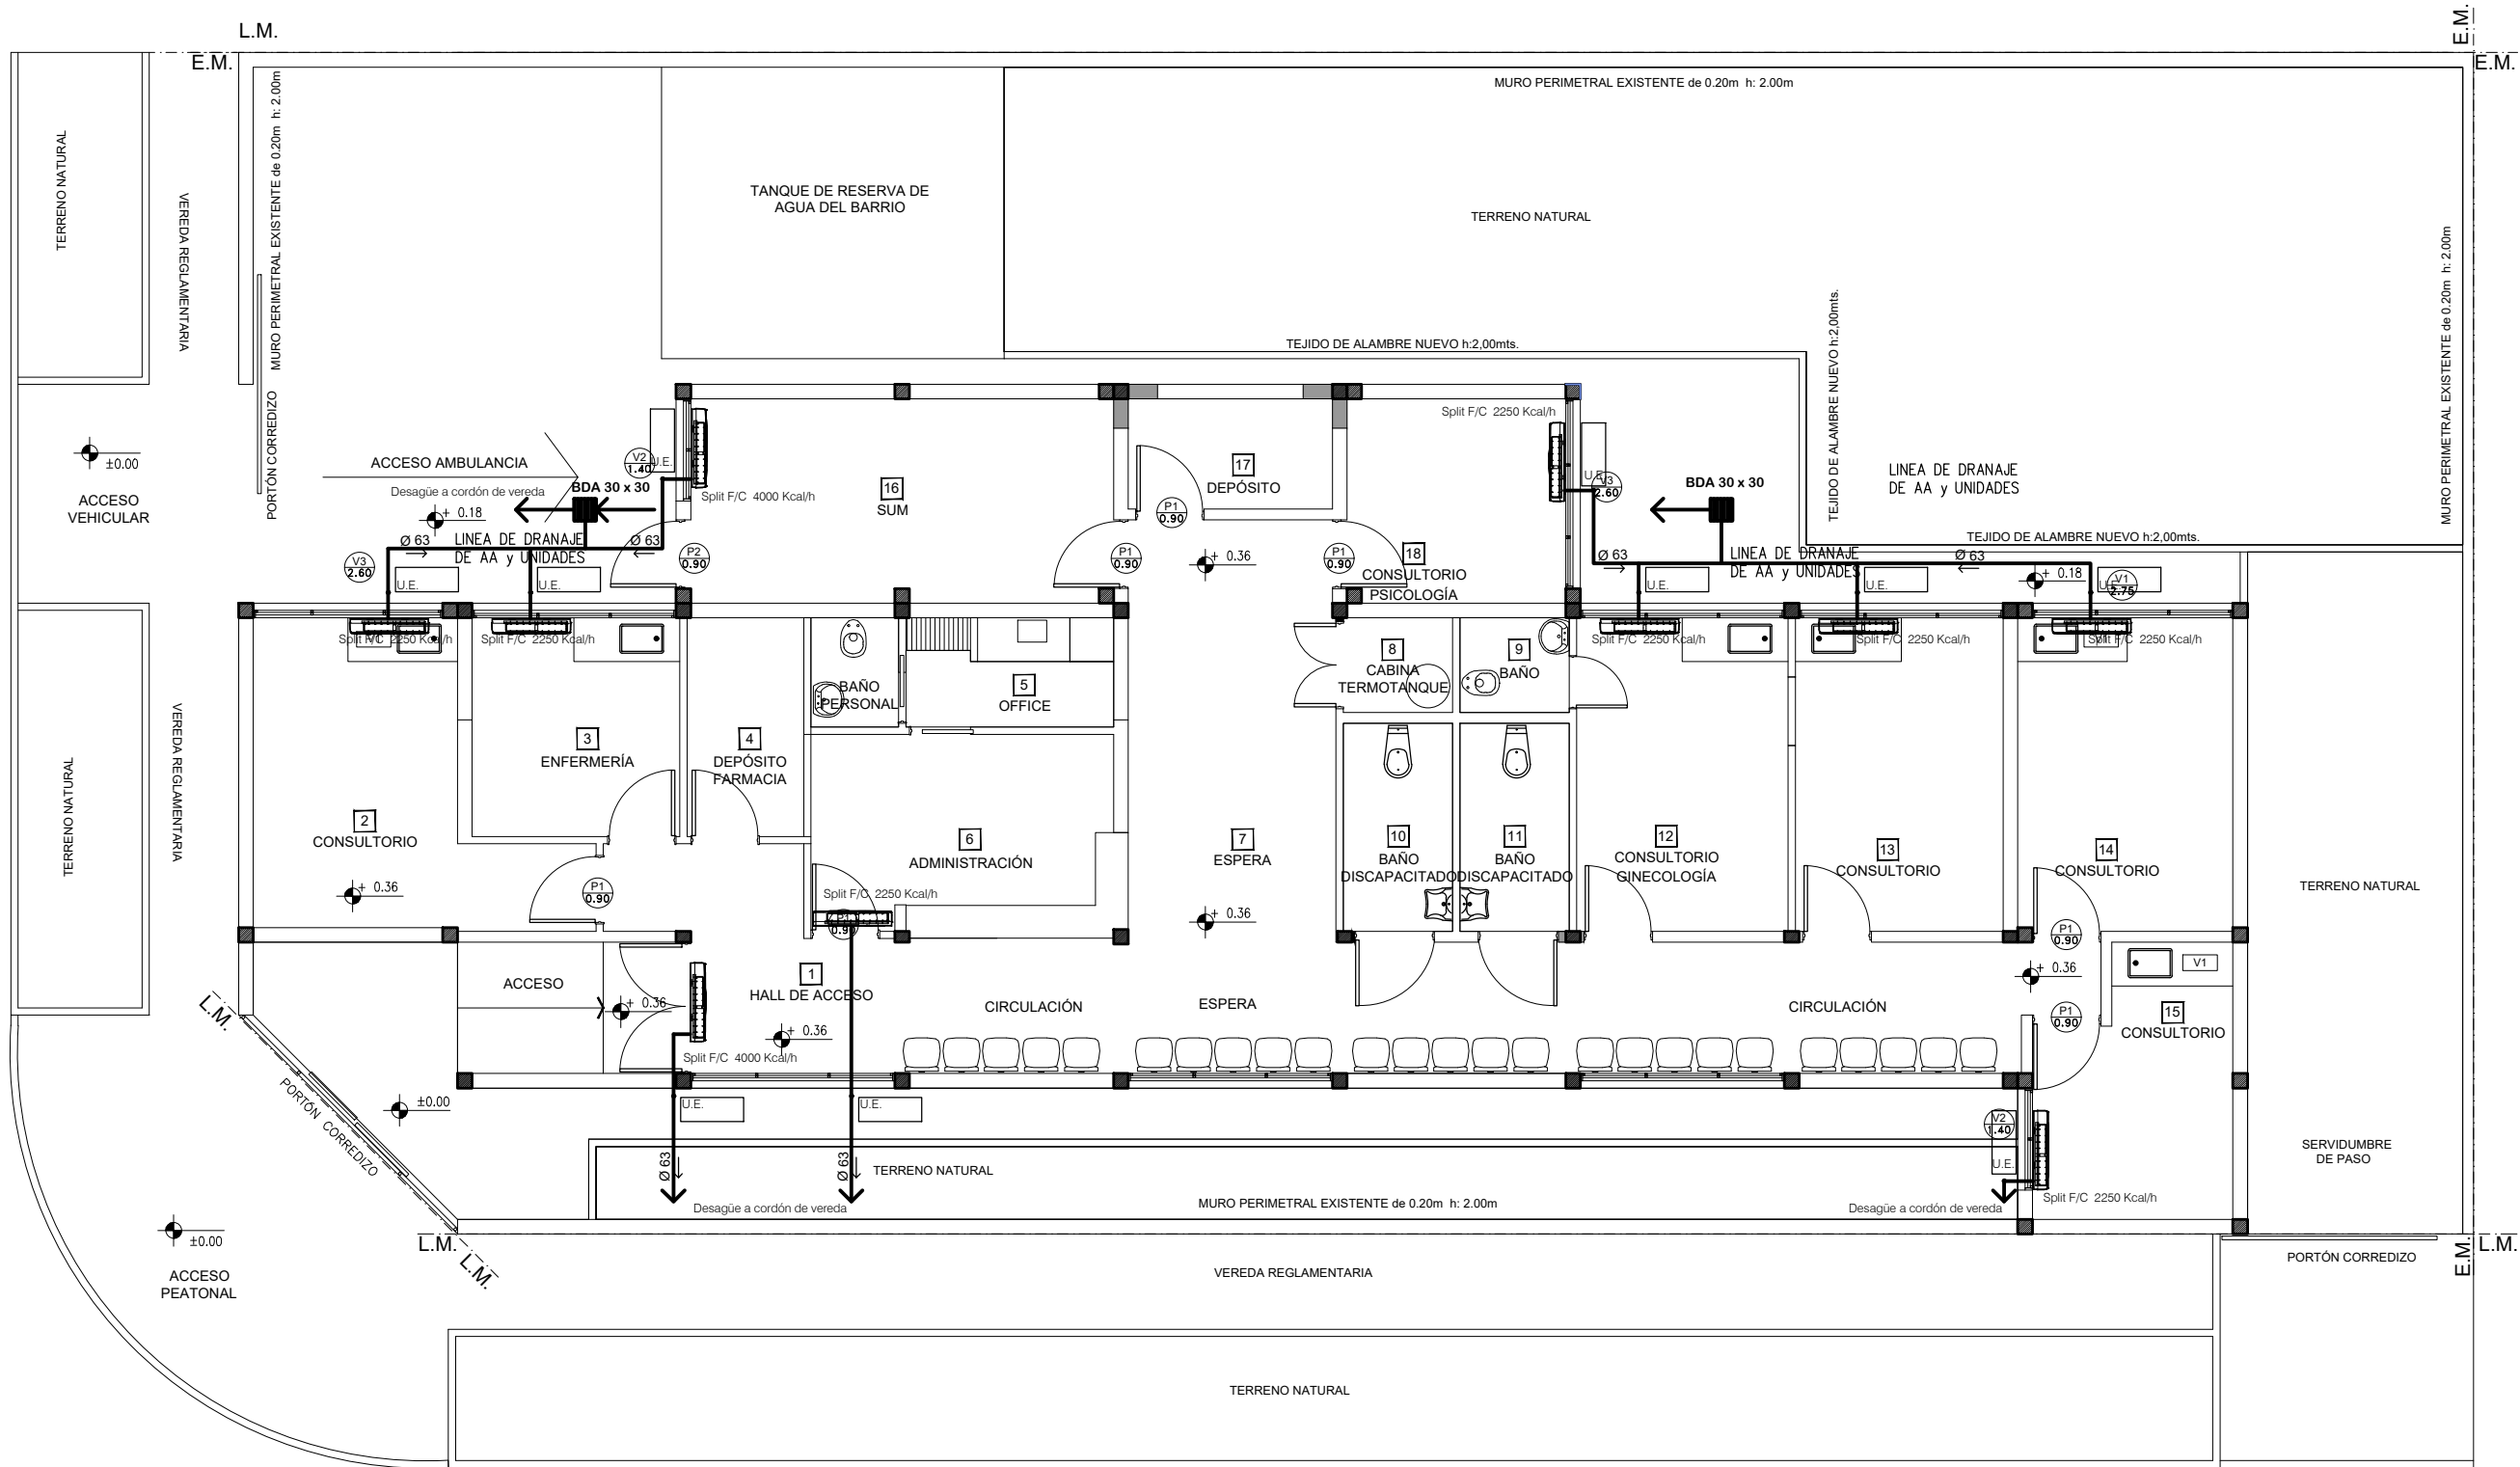 L.M.
E.M.
E.M.
E.M.
MURO PERIMETRAL EXISTENTE de 0.20m h: 2.00m
TERRENO NATURAL
VEREDA REGLAMENTARIA
MURO PERIMETRAL EXISTENTE de 0.20m h: 2.00m
TANQUE DE RESERVA DE
AGUA DEL BARRIO
TERRENO NATURAL
MURO PERIMETRAL EXISTENTE de 0.20m h: 2.00m
TEJIDO DE ALAMBRE NUEVO h:2,00mts.
TEJIDO DE ALAMBRE NUEVO h:2,00mts.
PORTÓN CORREDIZO
±0.00
ACCESO
VEHICULAR
ACCESO AMBULANCIA
Desagüe a cordón de vereda
BDA 30 x 30
+ 0.18
V2
1.40
U.E.
Split F/C 4000 Kcal/h
16
SUM
17
DEPÓSITO
P1
0.90
Split F/C 2250 Kcal/h
U.E.
V3
2.60
BDA 30 x 30
LINEA DE DRANAJE
DE AA y UNIDADES
TEJIDO DE ALAMBRE NUEVO h:2,00mts.
Ø 63
LINEA DE DRANAJE
DE AA y UNIDADES
Ø 63
V3
2.60
U.E.
U.E.
P2
0.90
P1
0.90
+ 0.36
P1
0.90
18
CONSULTORIO
PSICOLOGÍA
Ø 63
LINEA DE DRANAJE
DE AA y UNIDADES
Ø 63
U.E.
U.E.
+ 0.18
V1
2.75
U.E.
Split F/C 2250 Kcal/h
V1
Split F/C 2250 Kcal/h
Split F/C 2250 Kcal/h
Split F/C 2250 Kcal/h
Split F/C 2250 Kcal/h
VEREDA REGLAMENTARIA
TERRENO NATURAL
2
CONSULTORIO
+ 0.36
3
ENFERMERÍA
4
DEPÓSITO
FARMACIA
BAÑO
PERSONAL
5
OFFICE
6
ADMINISTRACIÓN
Split F/C 2250 Kcal/h
P1
0.90
P1
0.90
7
ESPERA
+ 0.36
8
CABINA
TERMOTANQUE
9
BAÑO
10
BAÑO
DISCAPACITADO
11
BAÑO
DISCAPACITADO
12
CONSULTORIO
GINECOLOGÍA
13
CONSULTORIO
14
CONSULTORIO
TERRENO NATURAL
P1
0.90
+ 0.36
V1
P1
0.90
15
CONSULTORIO
L.M.
ACCESO
+ 0.36
1
HALL DE ACCESO
+ 0.36
CIRCULACIÓN
ESPERA
CIRCULACIÓN
Split F/C 4000 Kcal/h
PORTÓN CORREDIZO
±0.00
U.E.
U.E.
V2
1.40
U.E.
Ø 63
Ø 63
TERRENO NATURAL
Desagüe a cordón de vereda
MURO PERIMETRAL EXISTENTE de 0.20m h: 2.00m
Desagüe a cordón de vereda
Split F/C 2250 Kcal/h
SERVIDUMBRE
DE PASO
±0.00
ACCESO
PEATONAL
L.M.
L.M.
VEREDA REGLAMENTARIA
PORTÓN CORREDIZO
E.M.
L.M.
TERRENO NATURAL